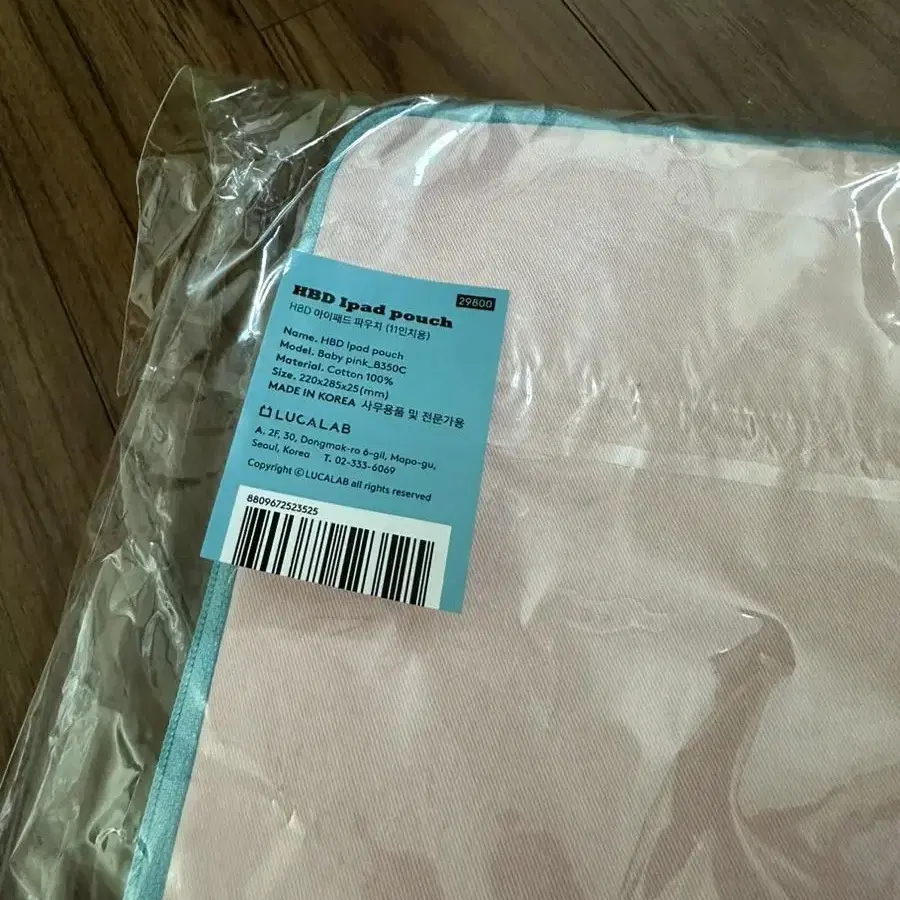 HBD Ipad pouch
29800
HBD 아이패드 파우치 (11인치용)
Name. HBD Ipad pouch
Model. Baby pink_B350C
Material. Cotton 100%
Size. 220x285x25(mm)
MADE IN KOREA 사무용품 및 전문가용
LUCALAB
A. 2F, 30, Dongmak-ro 6-gil, Mapo-gu,
Seoul, Korea T. 02-333-6069
Copyright ⓒ LUCALAB all rights reserved
8809672523525